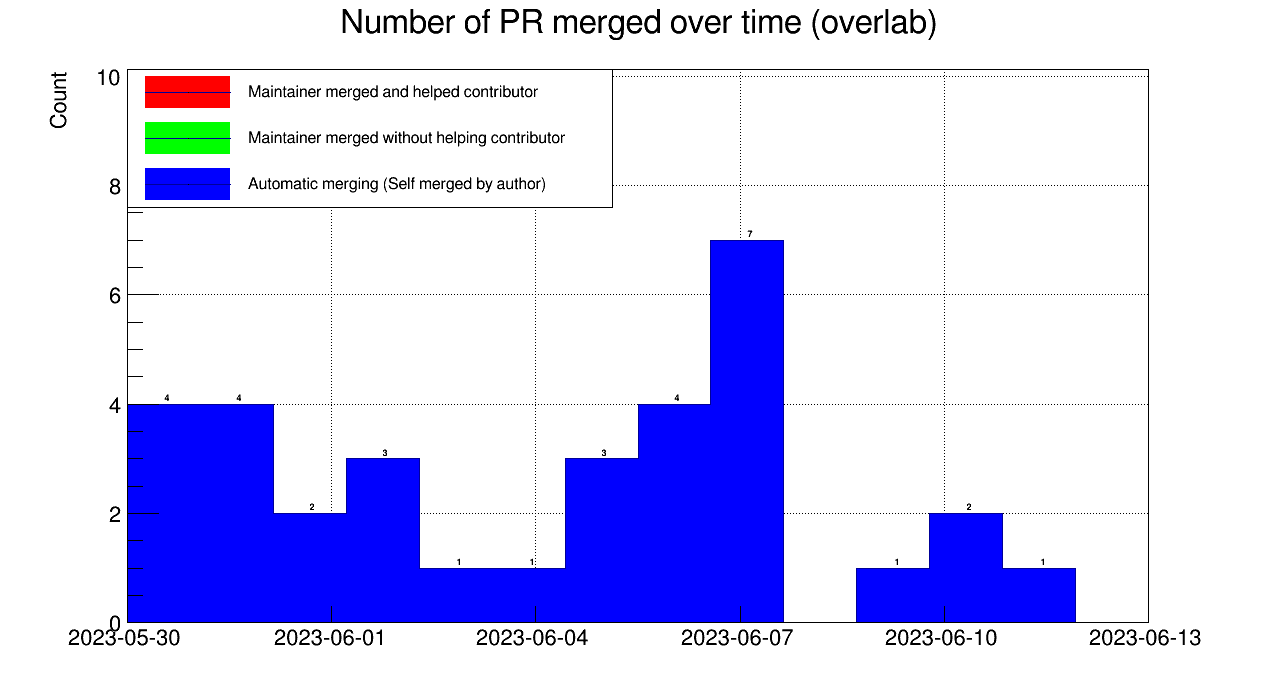 Number of PR merged over time (overlab)
Count
10
Maintainer merged and helped contributor
Maintainer merged without helping contributor
8
Automatic merging (Self merged by author)
7
6
4
4 4 4
3 3
2
2 2
1 1 1 1
0
2023-05-30 2023-06-01 2023-06-04 2023-06-07 2023-06-10 2023-06-13